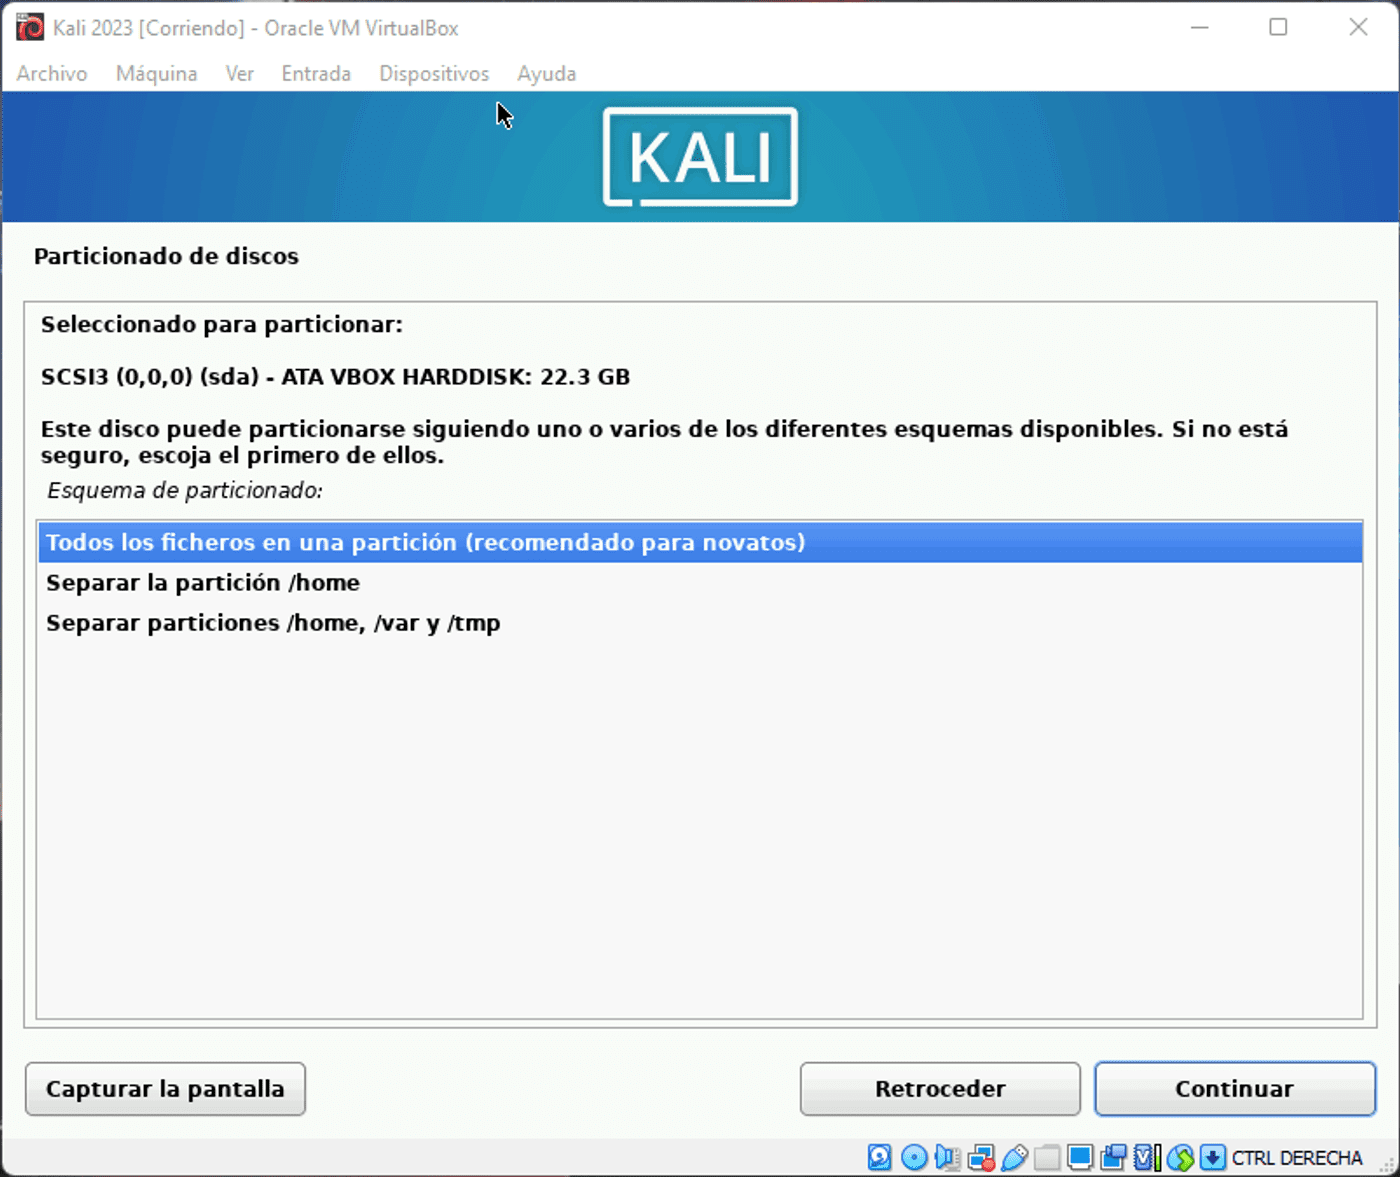 Kali 2023 [Corriendo] - Oracle VM VirtualBox
Archivo Máquina Ver Entrada Dispositivos Ayuda
KALI
Particionado de discos
Seleccionado para particionar:
SCSI3 (0,0,0) (sda) - ATA VBOX HARDDISK: 22.3 GB
Este disco puede particionarse siguiendo uno o varios de los diferentes esquemas disponibles. Si no está
seguro, escoja el primero de ellos.
Esquema de particionado:
Todos los ficheros en una partición (recomendado para novatos)
Separar la partición /home
Separar particiones /home, /var y /tmp
Capturar la pantalla Retroceder Continuar
CTRL DERECHA